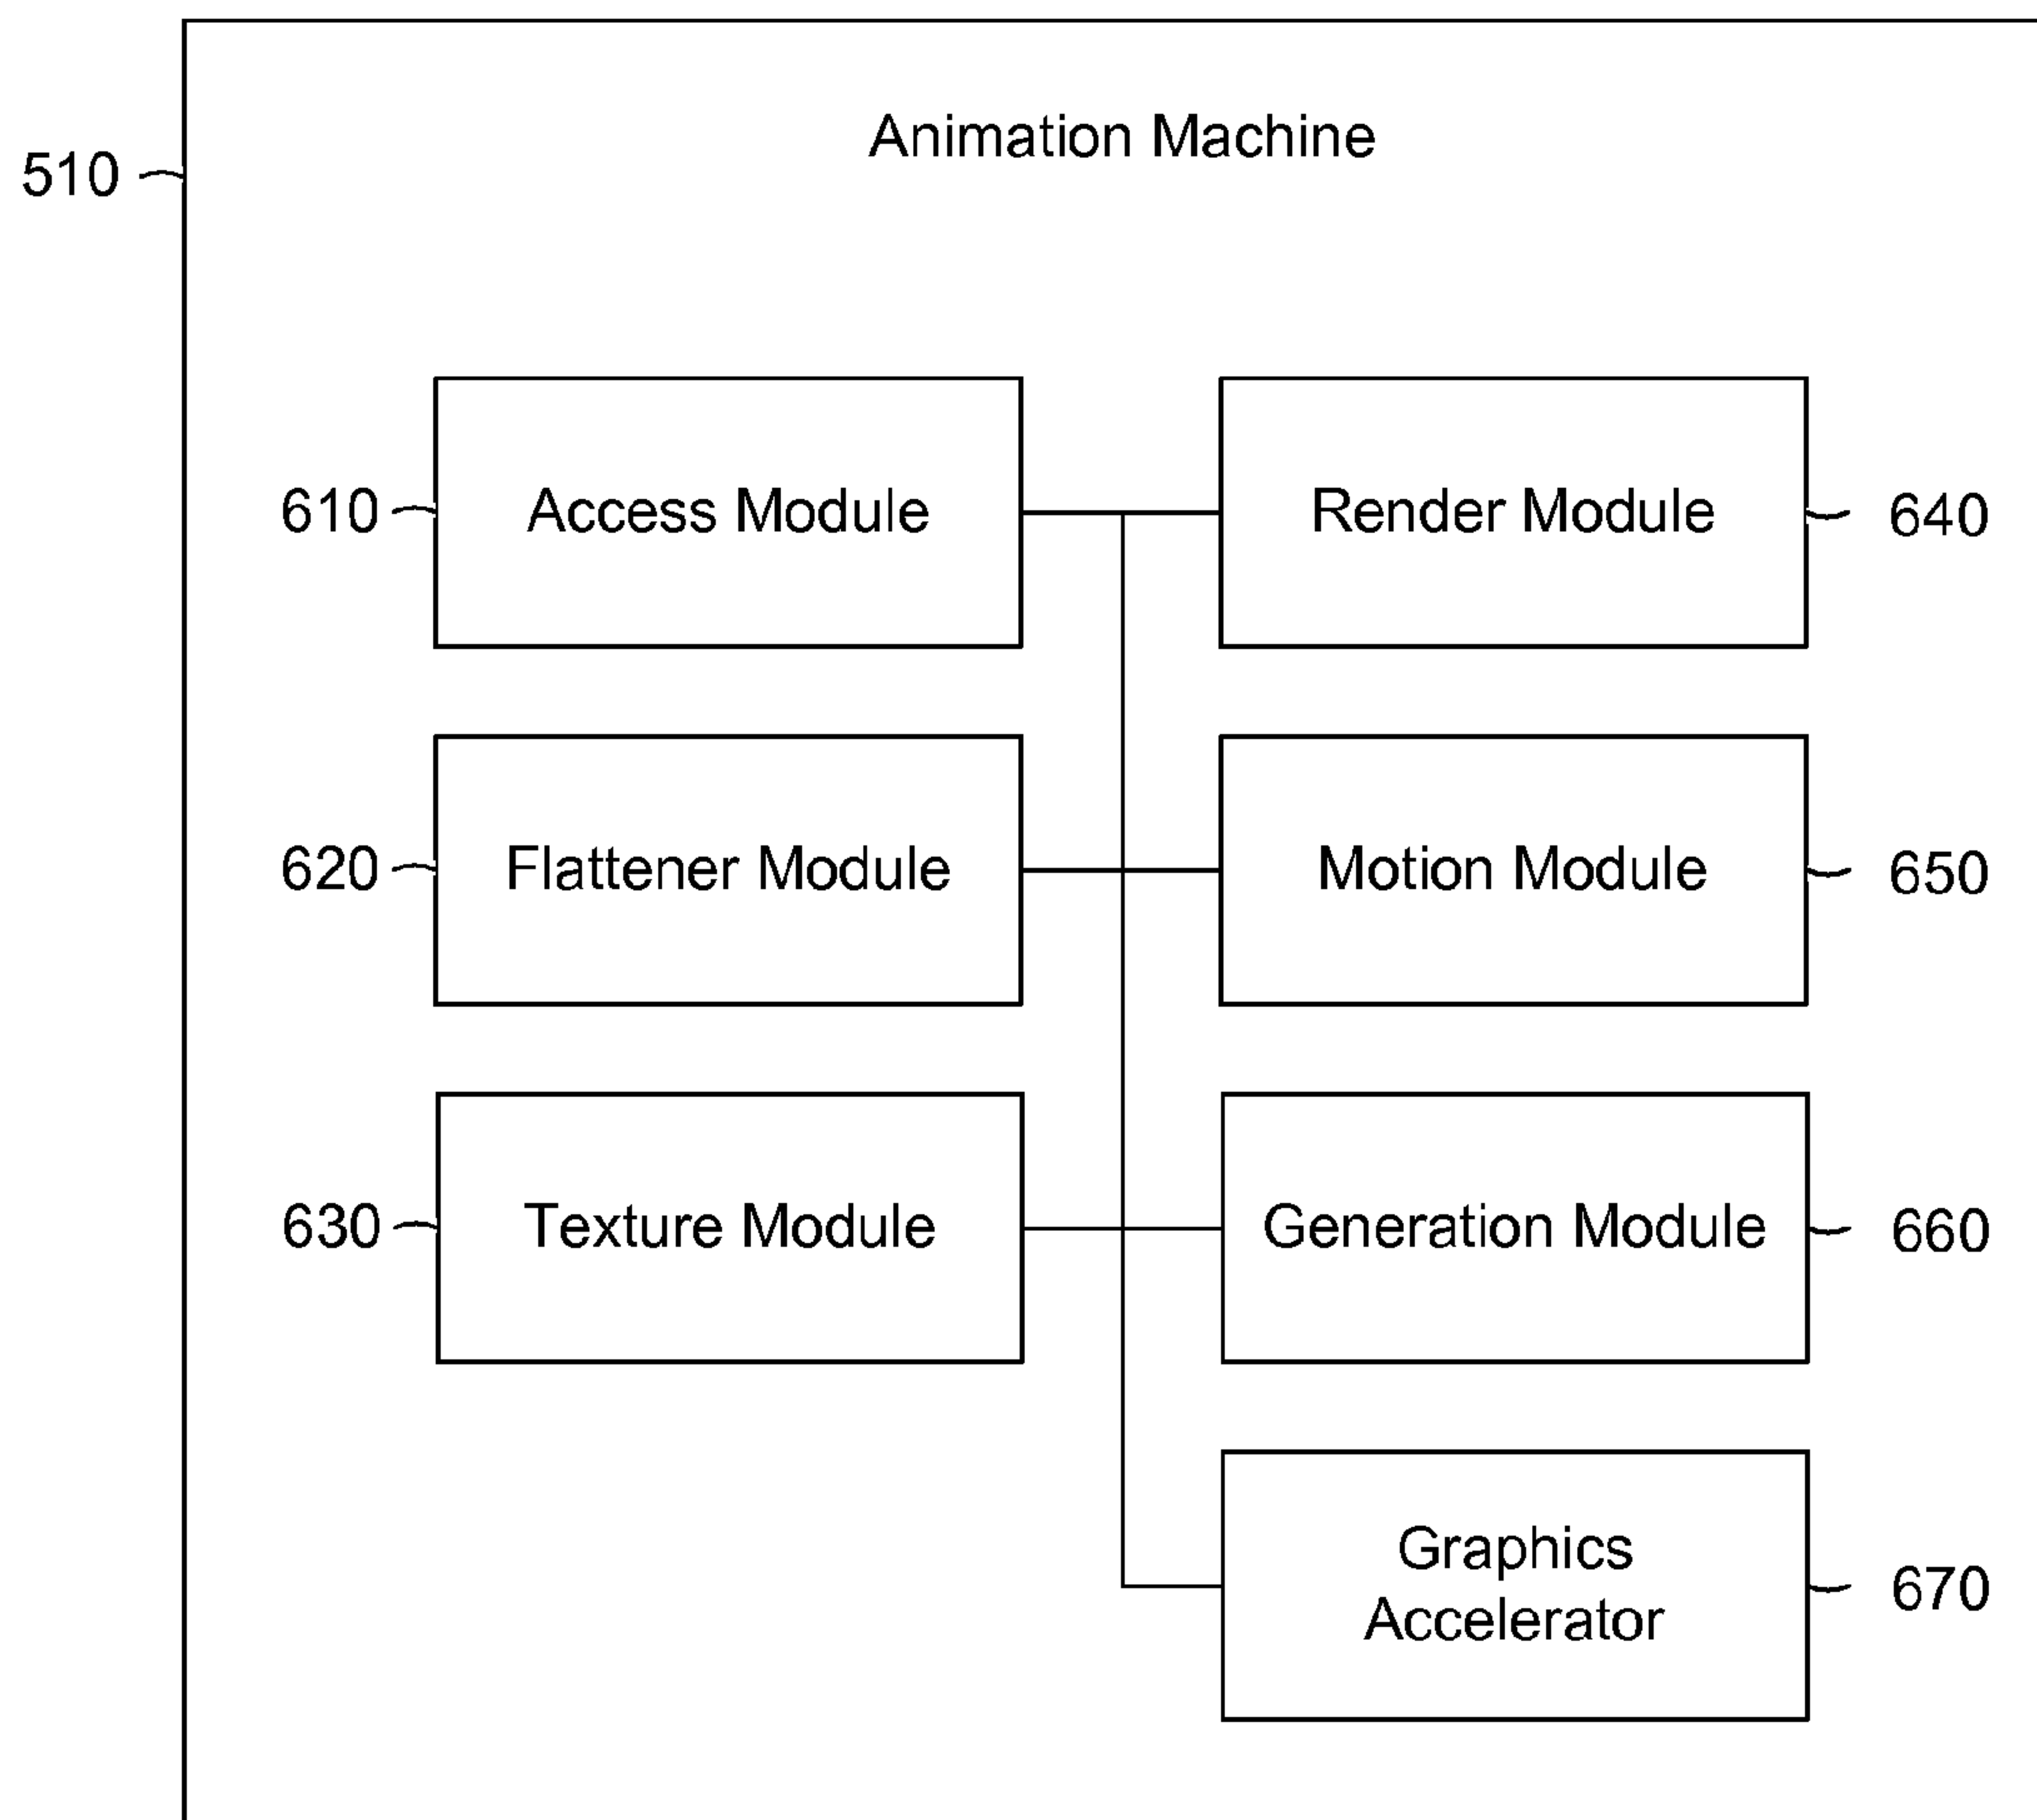 Animation Machine
510
610
Access Module
Render Module
640
620
Flattener Module
Motion Module
650
630
Texture Module
Generation Module
660
Graphics
Accelerator
670